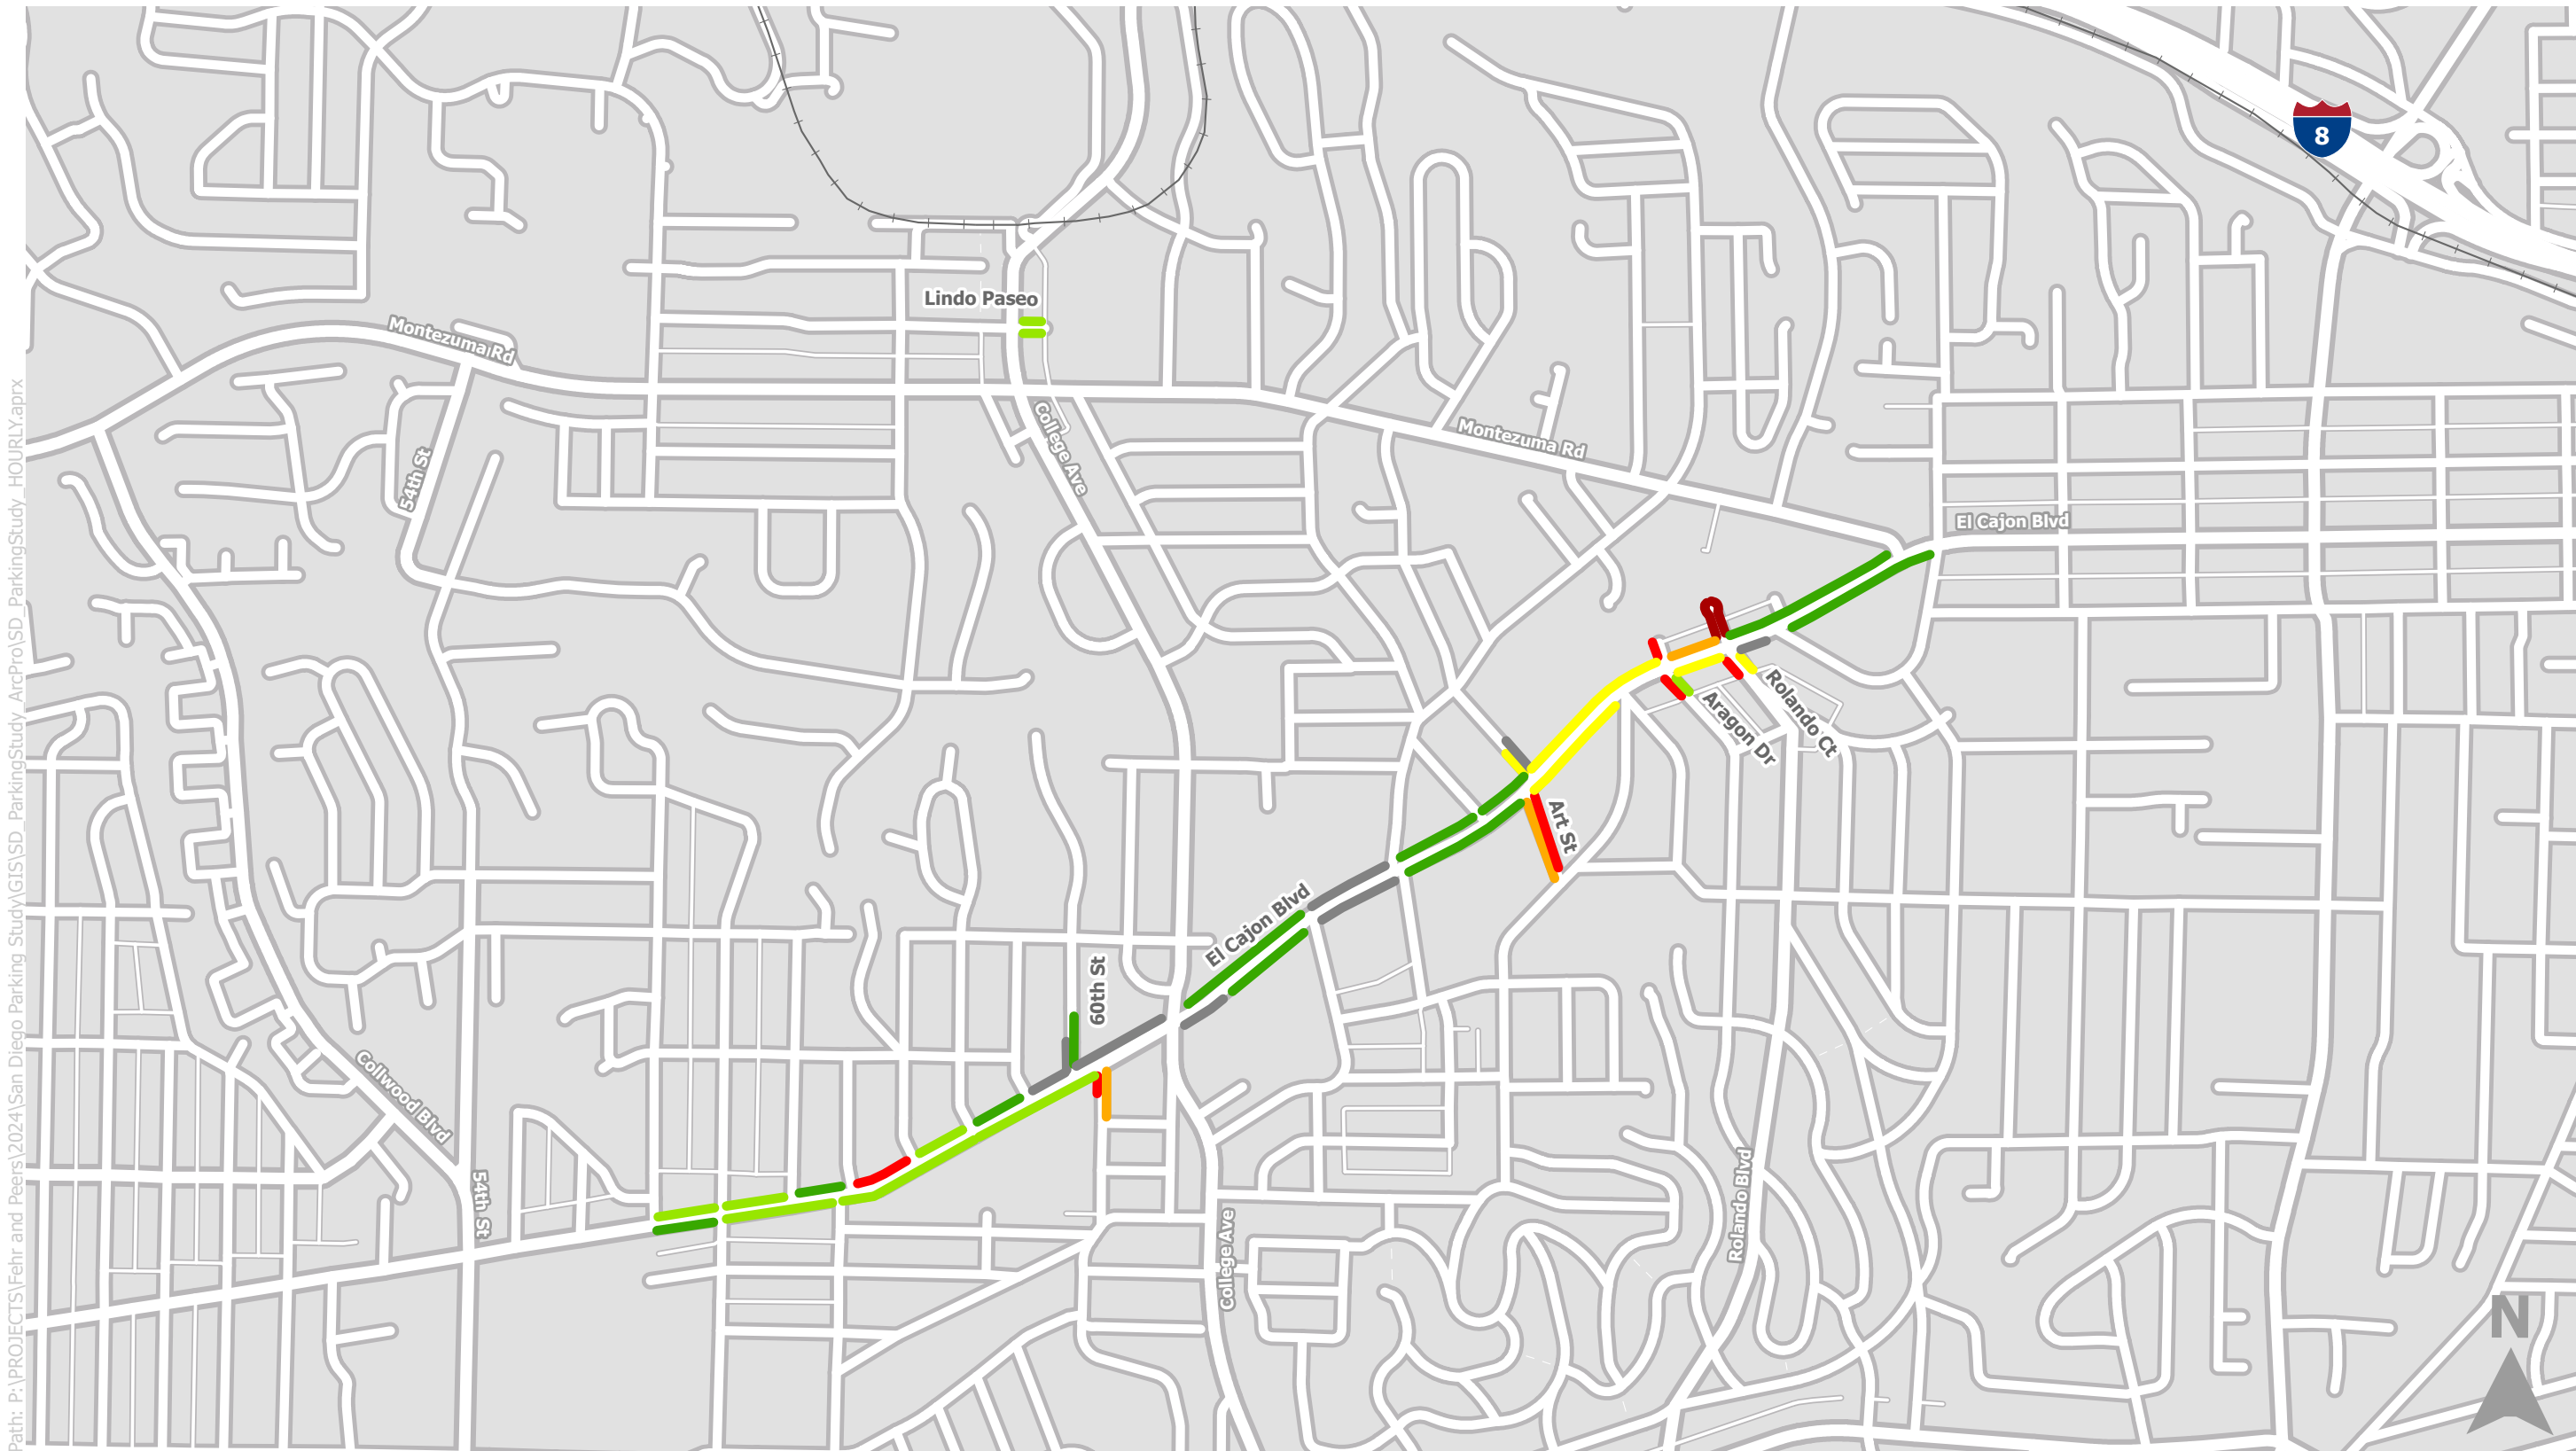 8
Lindo Paseo
Montezuma Rd
College Ave
Montezuma Rd
54th St
El Cajon Blvd
Rolando Ct
Aragon Dr
Art St
El Cajon Blvd
60th St
Collwood Blvd
54th St
Rolando Blvd
College Ave
N
Path: P:\PROJECTS\Fehr and Peers\2024\San Diego Parking Study\GIS\SD_ParkingStudy_ArcPro\SD_ParkingStudy_HOURLY.aprx